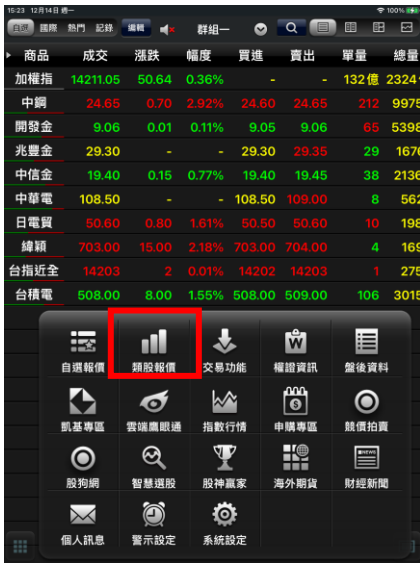 15:23 12月14日 週一 100%
自選 國際 熱門 記錄 編輯 群組一
商品 成交 漲跌 幅度 買進 賣出 單量 總量
加權指 14211.05 50.64 0.36% - - 132億 2324
中鋼 24.65 0.70 2.92% 24.60 24.65 212 9975
開發金 9.06 0.01 0.11% 9.05 9.06 65 5398
兆豐金 29.30 - - 29.30 29.35 29 1676
中信金 19.40 0.15 0.77% 19.40 19.45 38 2136
中華電 108.50 - - 108.50 109.00 8 562
日電貿 50.60 0.80 1.61% 50.50 50.60 10 198
緯穎 703.00 15.00 2.18% 703.00 704.00 4 169
台指近全 14203 2 0.01% 14202 14203 1 275
台積電 508.00 8.00 1.55% 508.00 509.00 106 3015
自選報價 類股報價 交易功能 權證資訊 盤後資料
凱基專區 雲端鷹眼通 指數行情 申購專區 競價拍賣
股狗網 智慧選股 股神赢家 海外期貨 財經新聞
個人訊息 警示設定 系統設定